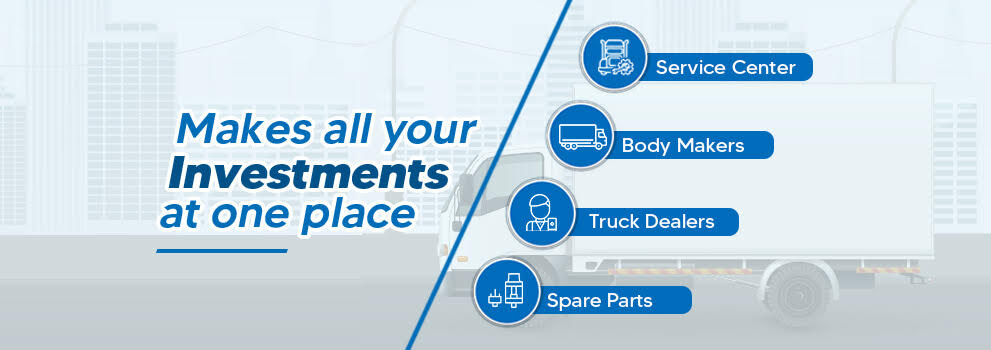 Makes all your
Investments
at one place
Service Center
Body Makers
Truck Dealers
Spare Parts